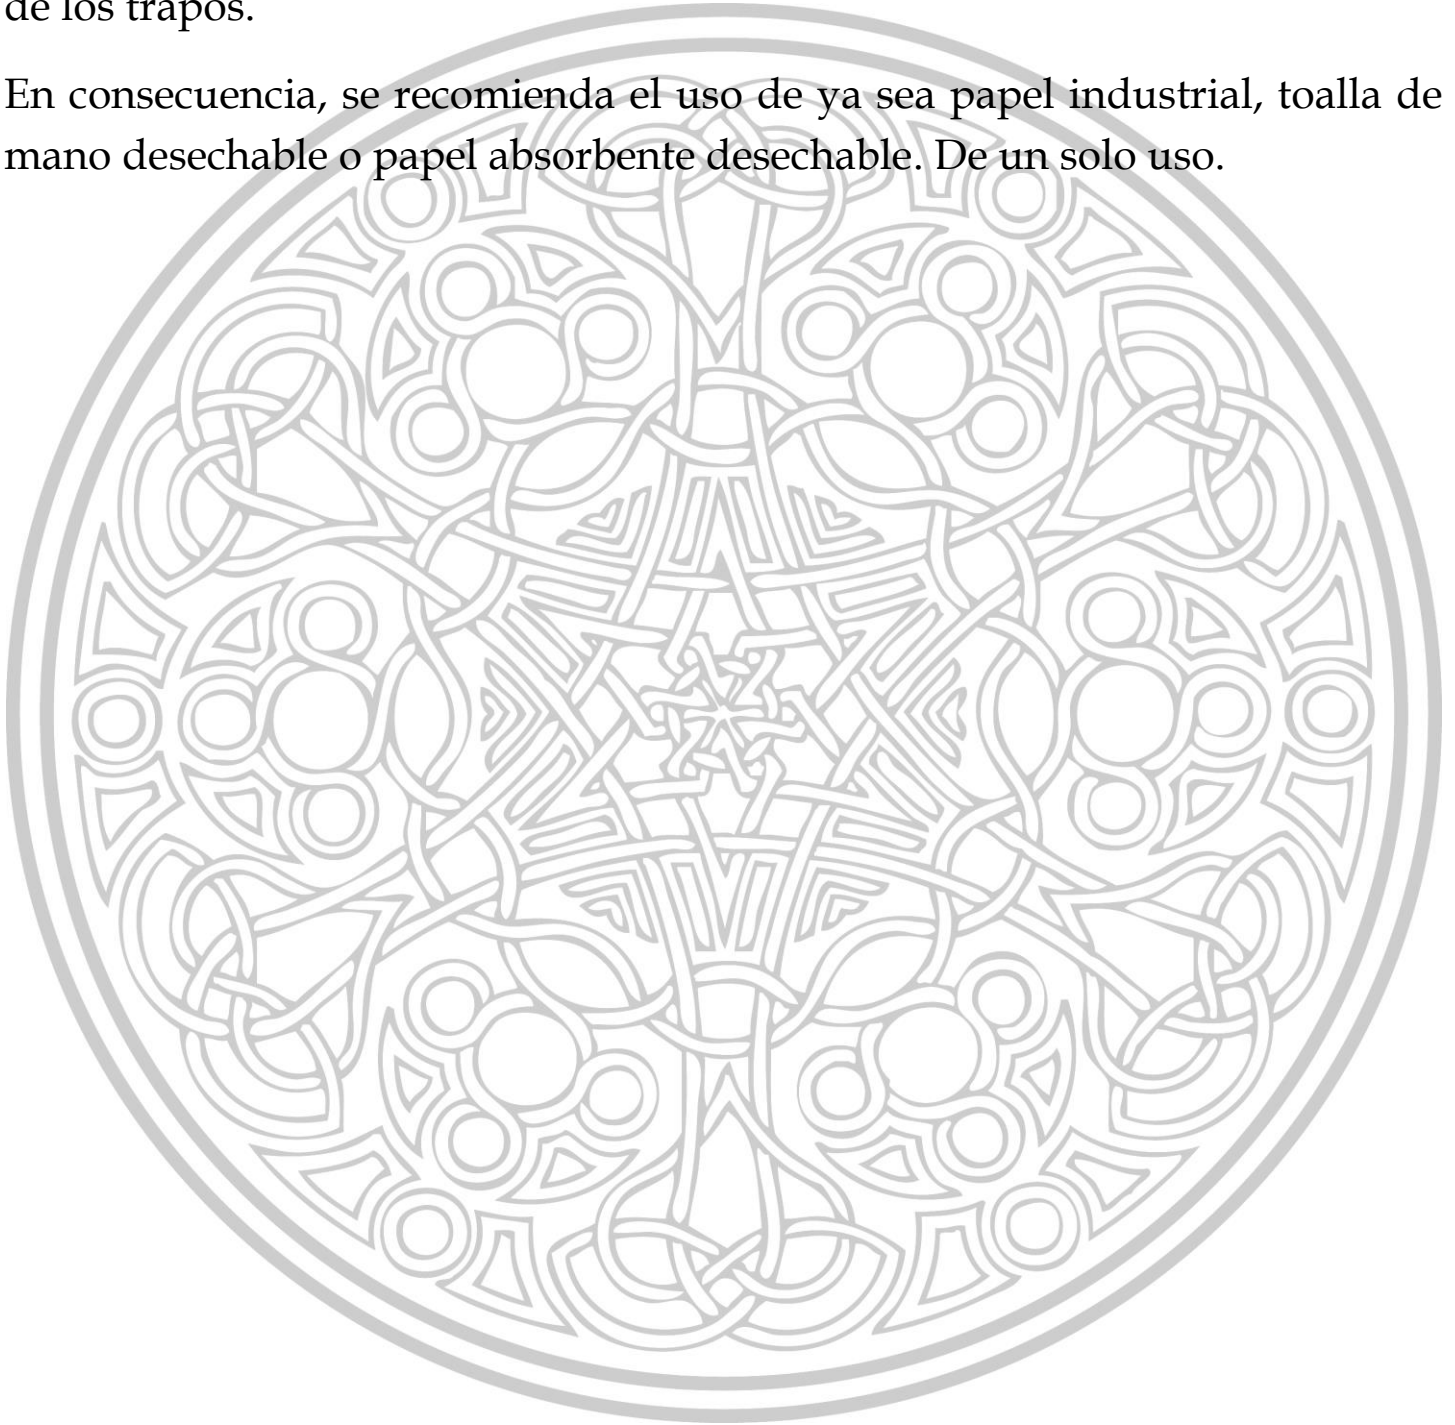 de los trapos.
En consecuencia, se recomienda el uso de ya sea papel industrial, toalla de
mano desechable o papel absorbente desechable. De un solo uso.